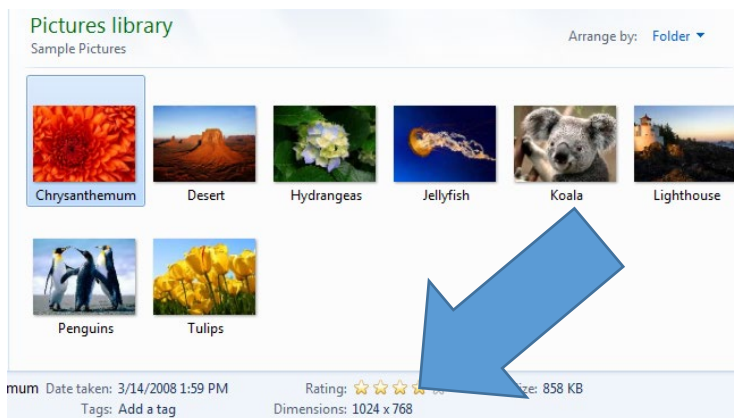 Pictures library
Sample Pictures
Arrange by: Folder
Chrysanthemum Desert Hydrangeas Jellyfish Koala Lighthouse
Penguins Tulips
mum Date taken: 3/14/2008 1:59 PM Rating: 858 KB
Tags: Add a tag Dimensions: 1024 x 768